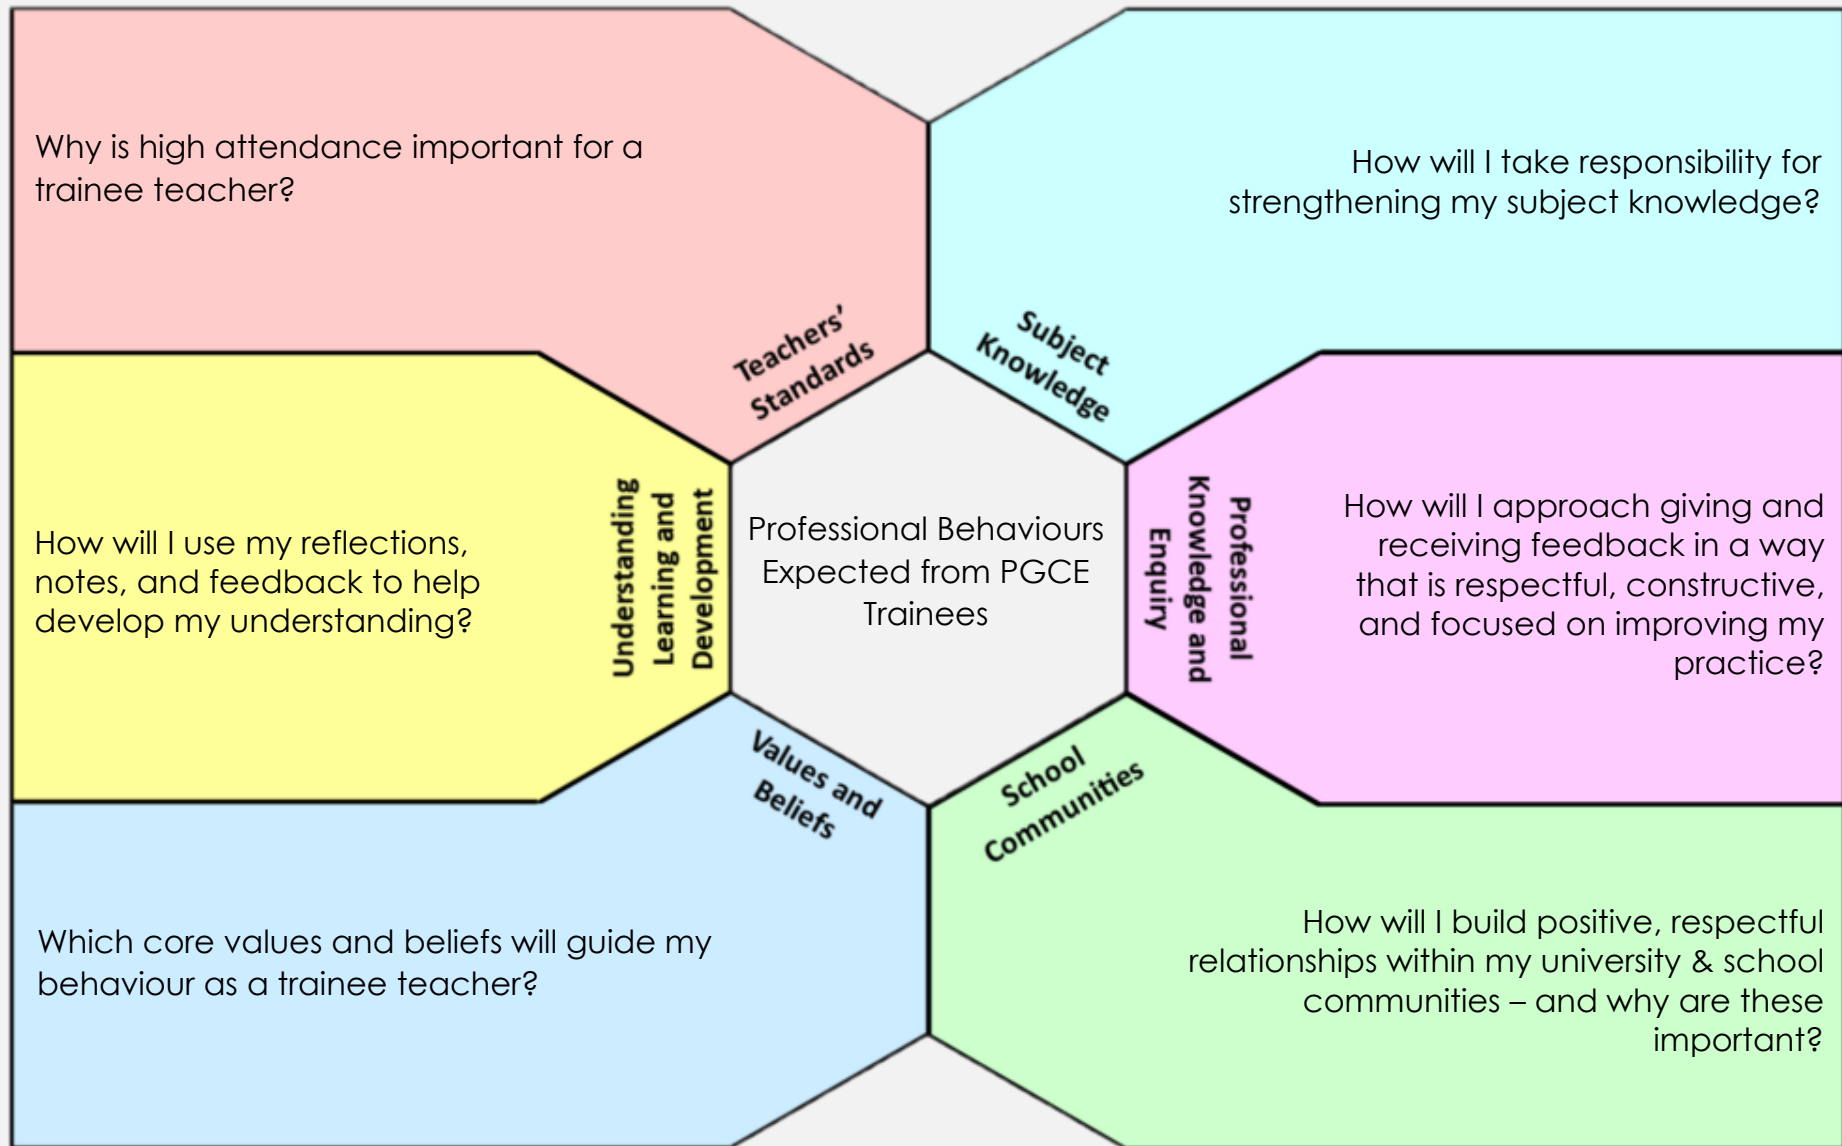 Why is high attendance important for a
trainee teacher?
Teachers’
Standards
How will I take responsibility for
strengthening my subject knowledge?
Subject
Knowledge
How will I use my reflections,
notes, and feedback to help
develop my understanding?
Understanding
Learning and
Development
Professional Behaviours
Expected from PGCE
Trainees
Professional
Knowledge and
Enquiry
How will I approach giving and
receiving feedback in a way
that is respectful, constructive,
and focused on improving my
practice?
Values and
Beliefs
Which core values and beliefs will guide my
behaviour as a trainee teacher?
School
Communities
How will I build positive, respectful
relationships within my university & school
communities – and why are these
important?